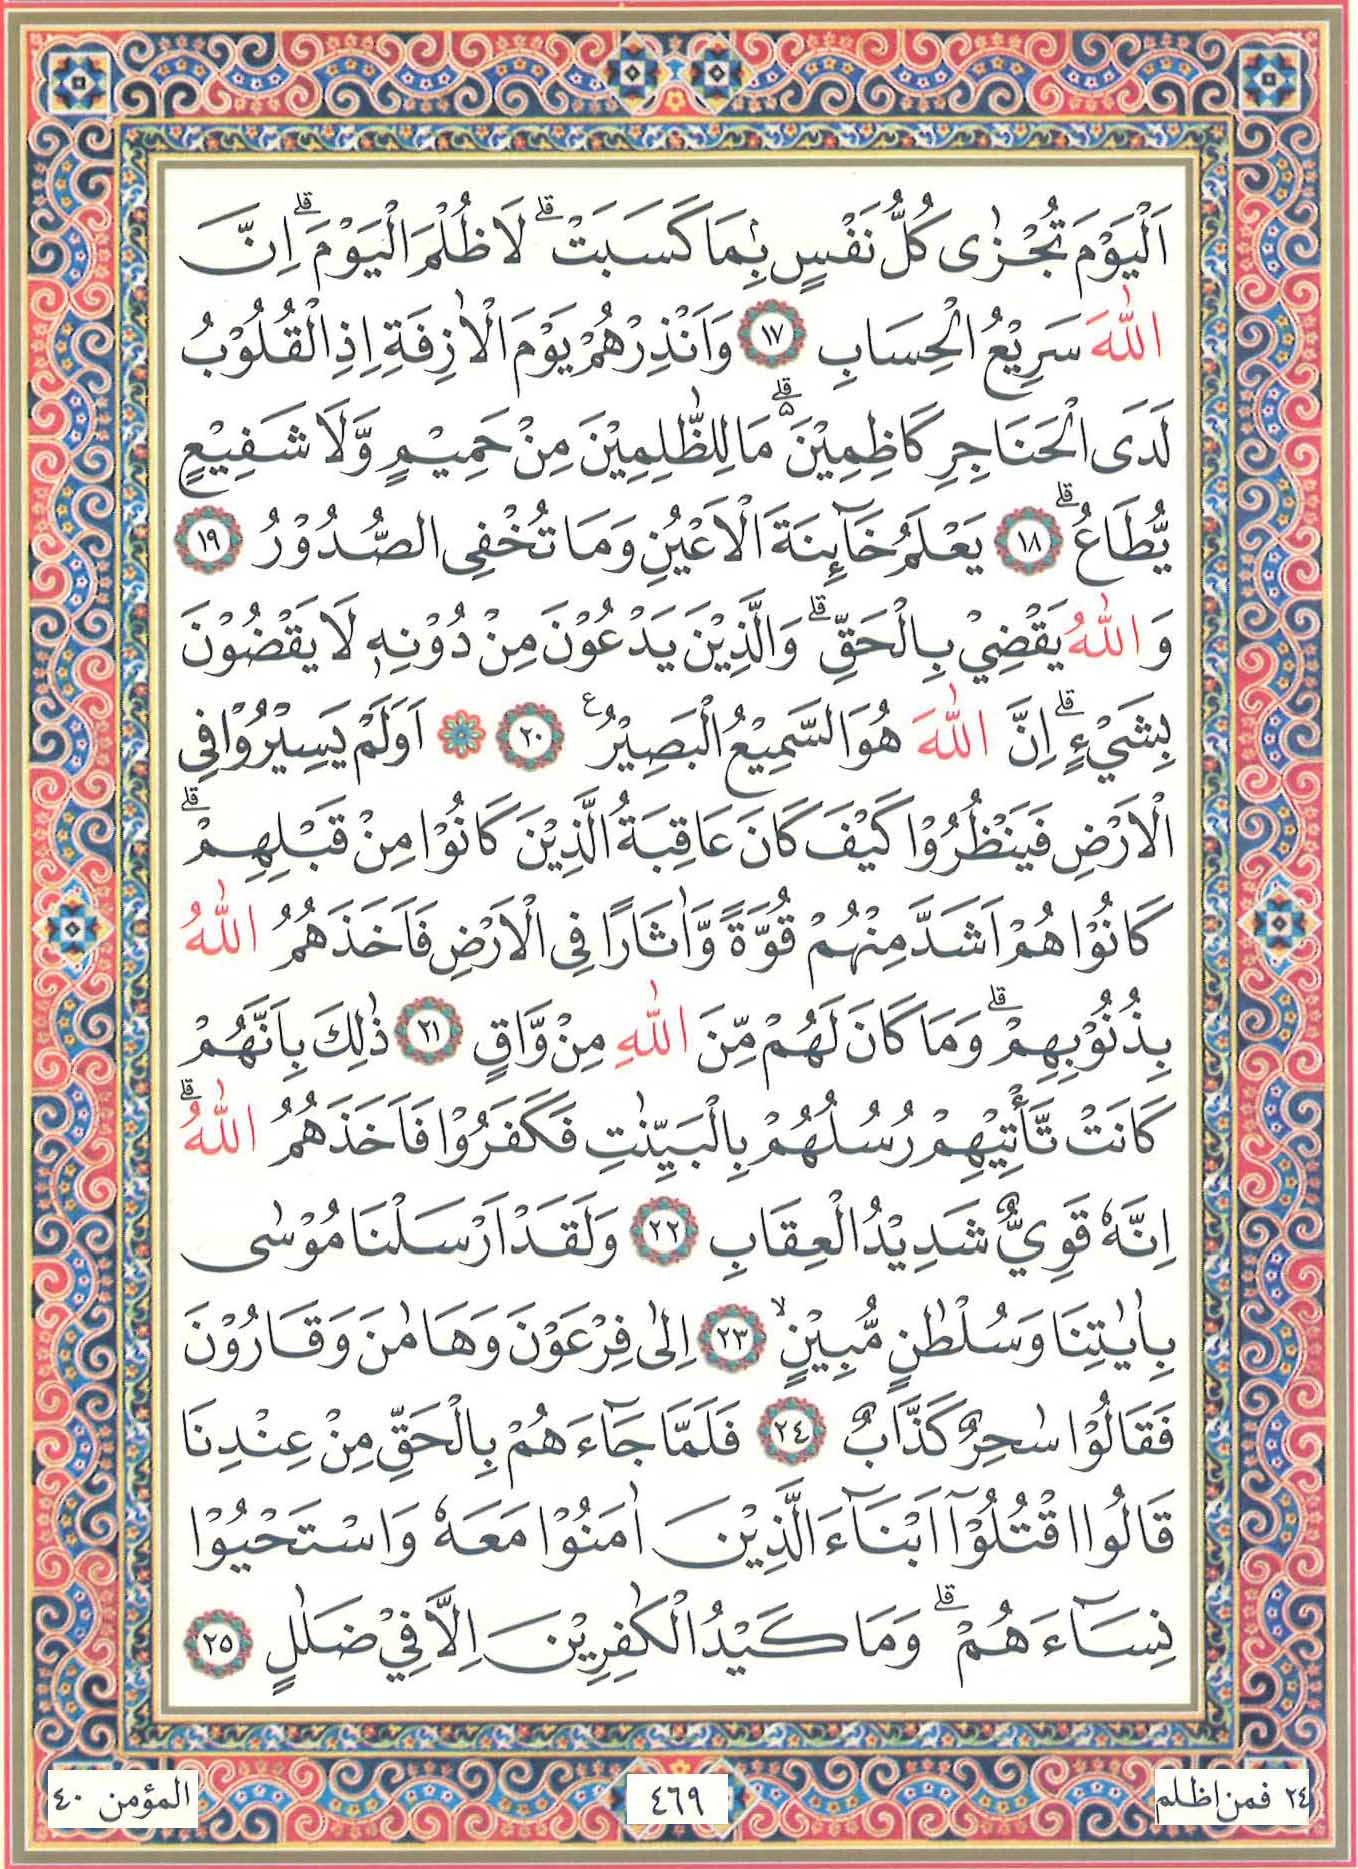 اَلْيَوْمَ تُجْزٰى كُلُّ نَفْسٍۢ بِمَا كَسَبَتْ ؕ لَا ظُلْمَ الْيَوْمَ ؕ اِنَّ
اللّٰهَ سَرِيْعُ الْحِسَابِ ﴿١٧﴾ وَاَنْذِرْهُمْ يَوْمَ الْاٰزِفَةِ اِذِ الْقُلُوْبُ
لَدَى الْحَنَاجِرِ كَاظِمِيْنَ ؕ۬ مَا لِلظّٰلِمِيْنَ مِنْ حَمِيْمٍ وَّلَا شَفِيْعٍ
يُّطَاعُ ؕ ﴿١٨﴾ يَعْلَمُ خَآىِٕنَةَ الْاَعْيُنِ وَمَا تُخْفِى الصُّدُوْرُ ﴿١٩﴾
وَاللّٰهُ يَقْضِيْ بِالْحَقِّ ؕ وَالَّذِيْنَ يَدْعُوْنَ مِنْ دُوْنِهٖ لَا يَقْضُوْنَ
بِشَيْءٍ ؕ اِنَّ اللّٰهَ هُوَ السَّمِيْعُ الْبَصِيْرُ ࣖ ﴿٢٠﴾ ۞ اَوَلَمْ يَسِيْرُوْا فِى
الْاَرْضِ فَيَنْظُرُوْا كَيْفَ كَانَ عَاقِبَةُ الَّذِيْنَ كَانُوْا مِنْ قَبْلِهِمْ ؕ
كَانُوْا هُمْ اَشَدَّ مِنْهُمْ قُوَّةً وَّاٰثَارًا فِى الْاَرْضِ فَاَخَذَهُمُ اللّٰهُ
بِذُنُوْبِهِمْ ؕ وَمَا كَانَ لَهُمْ مِّنَ اللّٰهِ مِنْ وَّاقٍ ﴿٢١﴾ ذٰلِكَ بِاَنَّهُمْ
كَانَتْ تَّأْتِيْهِمْ رُسُلُهُمْ بِالْبَيِّنٰتِ فَكَفَرُوْا فَاَخَذَهُمُ اللّٰهُ ؕ
اِنَّهٗ قَوِيٌّ شَدِيْدُ الْعِقَابِ ﴿٢٢﴾ وَلَقَدْ اَرْسَلْنَا مُوْسٰى
بِاٰيٰتِنَا وَسُلْطٰنٍ مُّبِيْنٍ ۙ ﴿٢٣﴾ اِلٰى فِرْعَوْنَ وَهَامٰنَ وَقَارُوْنَ
فَقَالُوْا سٰحِرٌ كَذَّابٌ ﴿٢٤﴾ فَلَمَّا جَآءَهُمْ بِالْحَقِّ مِنْ عِنْدِنَا
قَالُوا اقْتُلُوْٓا اَبْنَآءَ الَّذِيْنَ اٰمَنُوْا مَعَهٗ وَاسْتَحْيُوْا
نِسَآءَهُمْ ؕ وَمَا كَيْدُ الْكٰفِرِيْنَ اِلَّا فِيْ ضَلٰلٍ ﴿٢٥﴾
٢٤ فمن اظلم
٤٦٩
المؤمن ٤٠